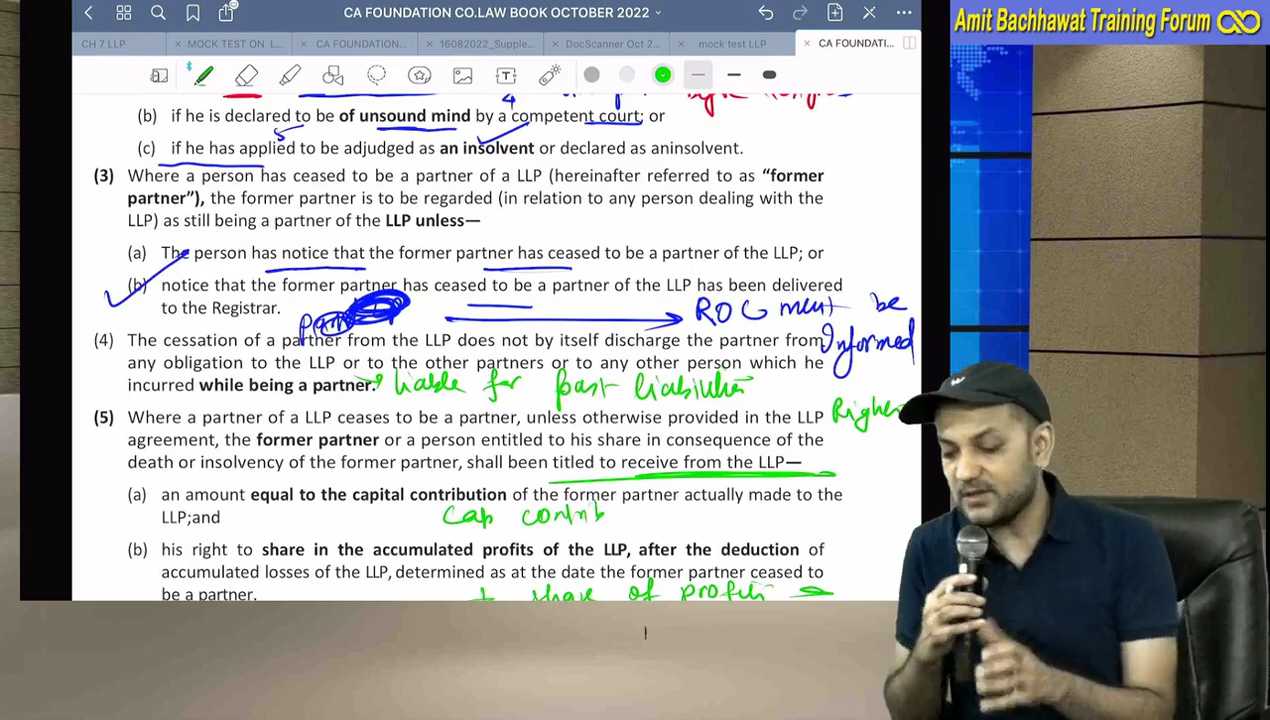 CA FOUNDATION CO.LAW BOOK OCTOBER 2022
Amit Bachhawat Training Forum
CH 7 LLP
MOCK TEST ON L...
CA FOUNDATION...
16082022_Supple...
DocScanner Oct 2...
mock test LLP
CA FOUNDATI...
(b) if he is declared to be of unsound mind by a competent court; or
(c) if he has applied to be adjudged as an insolvent or declared as aninsolvent.
(3) Where a person has ceased to be a partner of a LLP (hereinafter referred to as “former
partner”), the former partner is to be regarded (in relation to any person dealing with the
LLP) as still being a partner of the LLP unless—
(a) The person has notice that the former partner has ceased to be a partner of the LLP; or
(b) notice that the former partner has ceased to be a partner of the LLP has been delivered
to the Registrar.
ROC must be
Informed
(4) The cessation of a partner from the LLP does not by itself discharge the partner from
any obligation to the LLP or to the other partners or to any other person which he
incurred while being a partner.
liable for past liabilities
(5) Where a partner of a LLP ceases to be a partner, unless otherwise provided in the LLP
agreement, the former partner or a person entitled to his share in consequence of the
death or insolvency of the former partner, shall been titled to receive from the LLP—
(a) an amount equal to the capital contribution of the former partner actually made to the
LLP;and
cap contrib
(b) his right to share in the accumulated profits of the LLP, after the deduction of
accumulated losses of the LLP, determined as at the date the former partner ceased to
be a partner.
+ share of profits